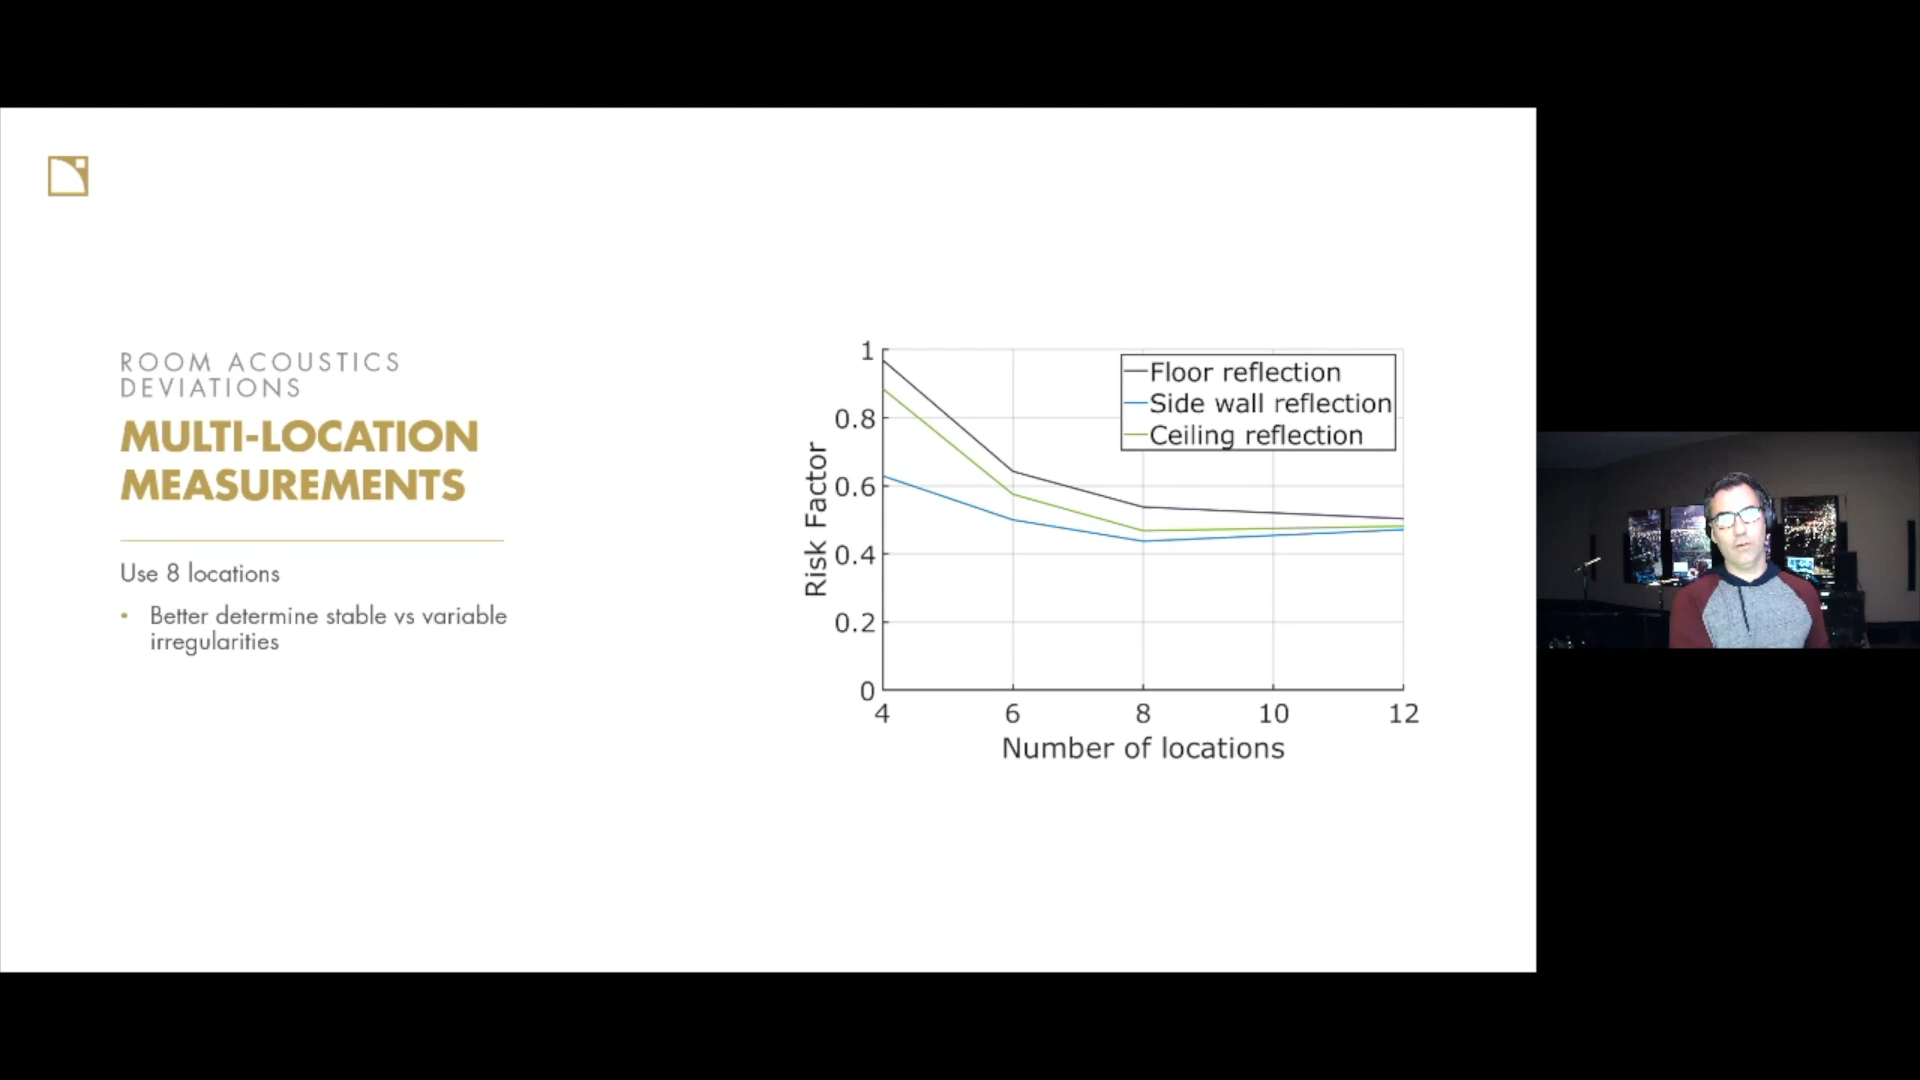 ROOM ACOUSTICS
DEVIATIONS
MULTI-LOCATION
MEASUREMENTS
Use 8 locations
• Better determine stable vs variable
irregularities
1
0.8
0.6
0.4
0.2
0
Risk Factor
Floor reflection
Side wall reflection
Ceiling reflection
4 6 8 10 12
Number of locations